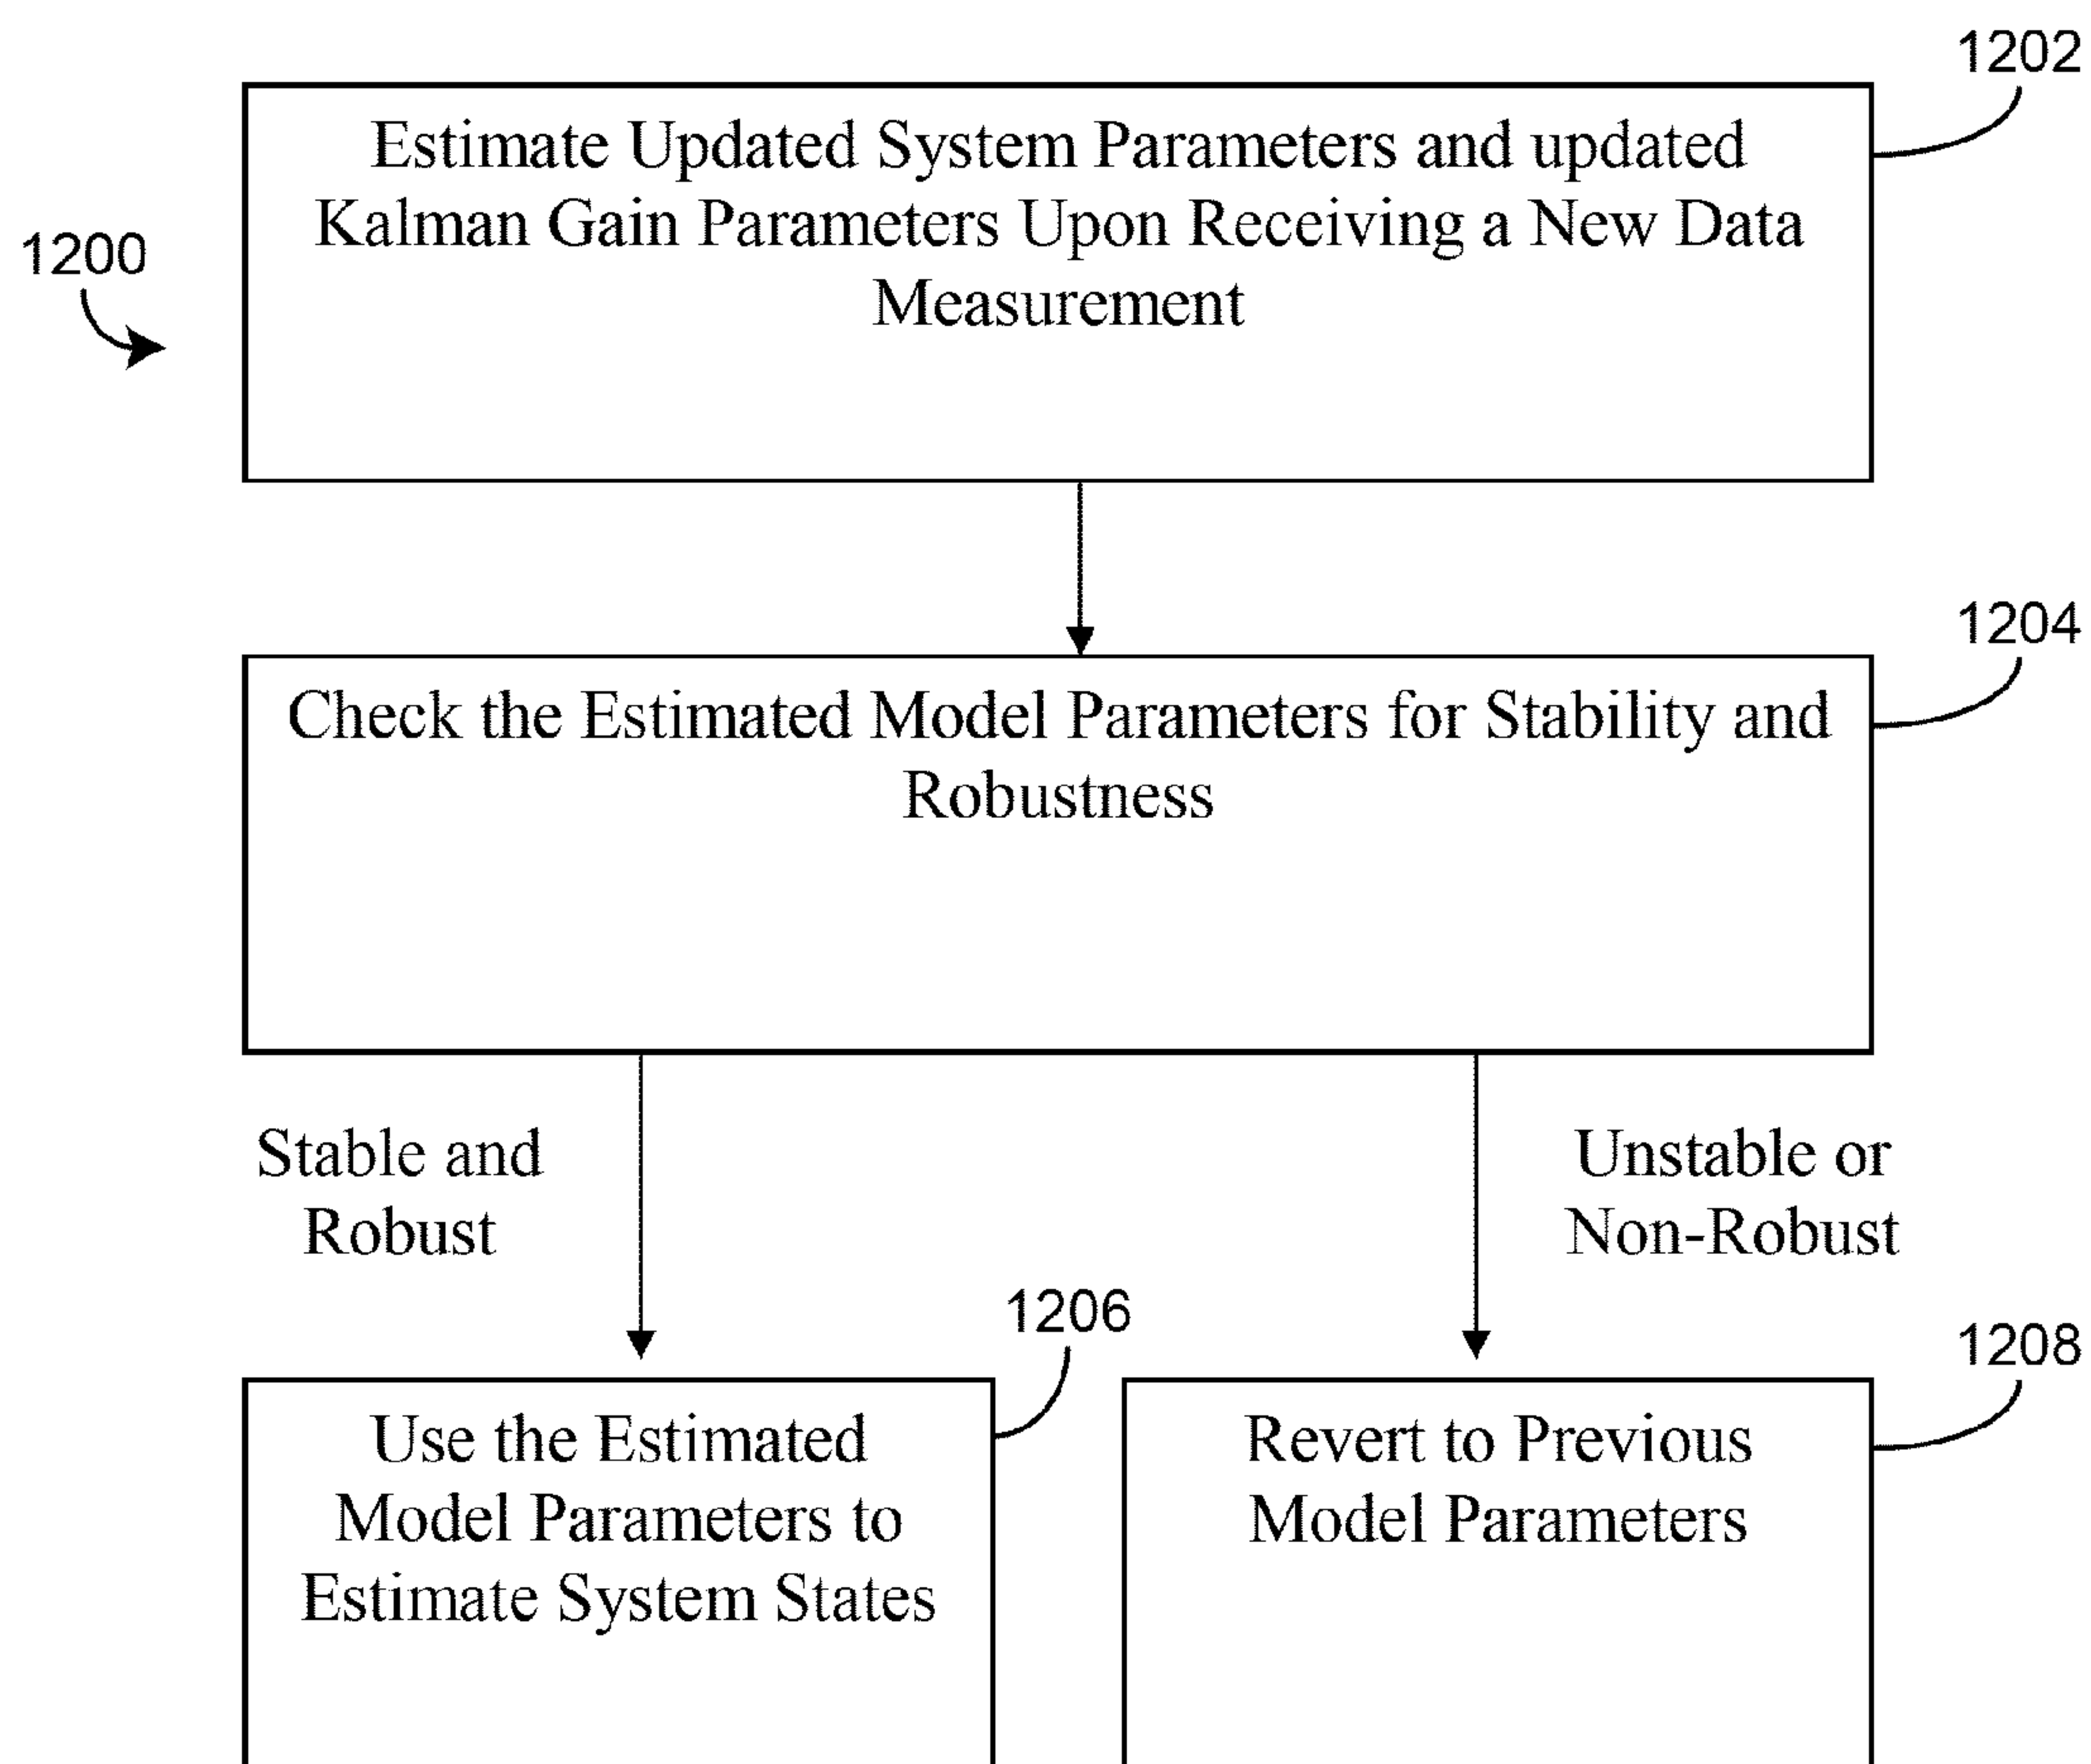 1202
Estimate Updated System Parameters and updated
Kalman Gain Parameters Upon Receiving a New Data
Measurement
1200
1204
Check the Estimated Model Parameters for Stability and
Robustness
Stable and
Robust
Unstable or
Non-Robust
1206
1208
Use the Estimated
Model Parameters to
Estimate System States
Revert to Previous
Model Parameters